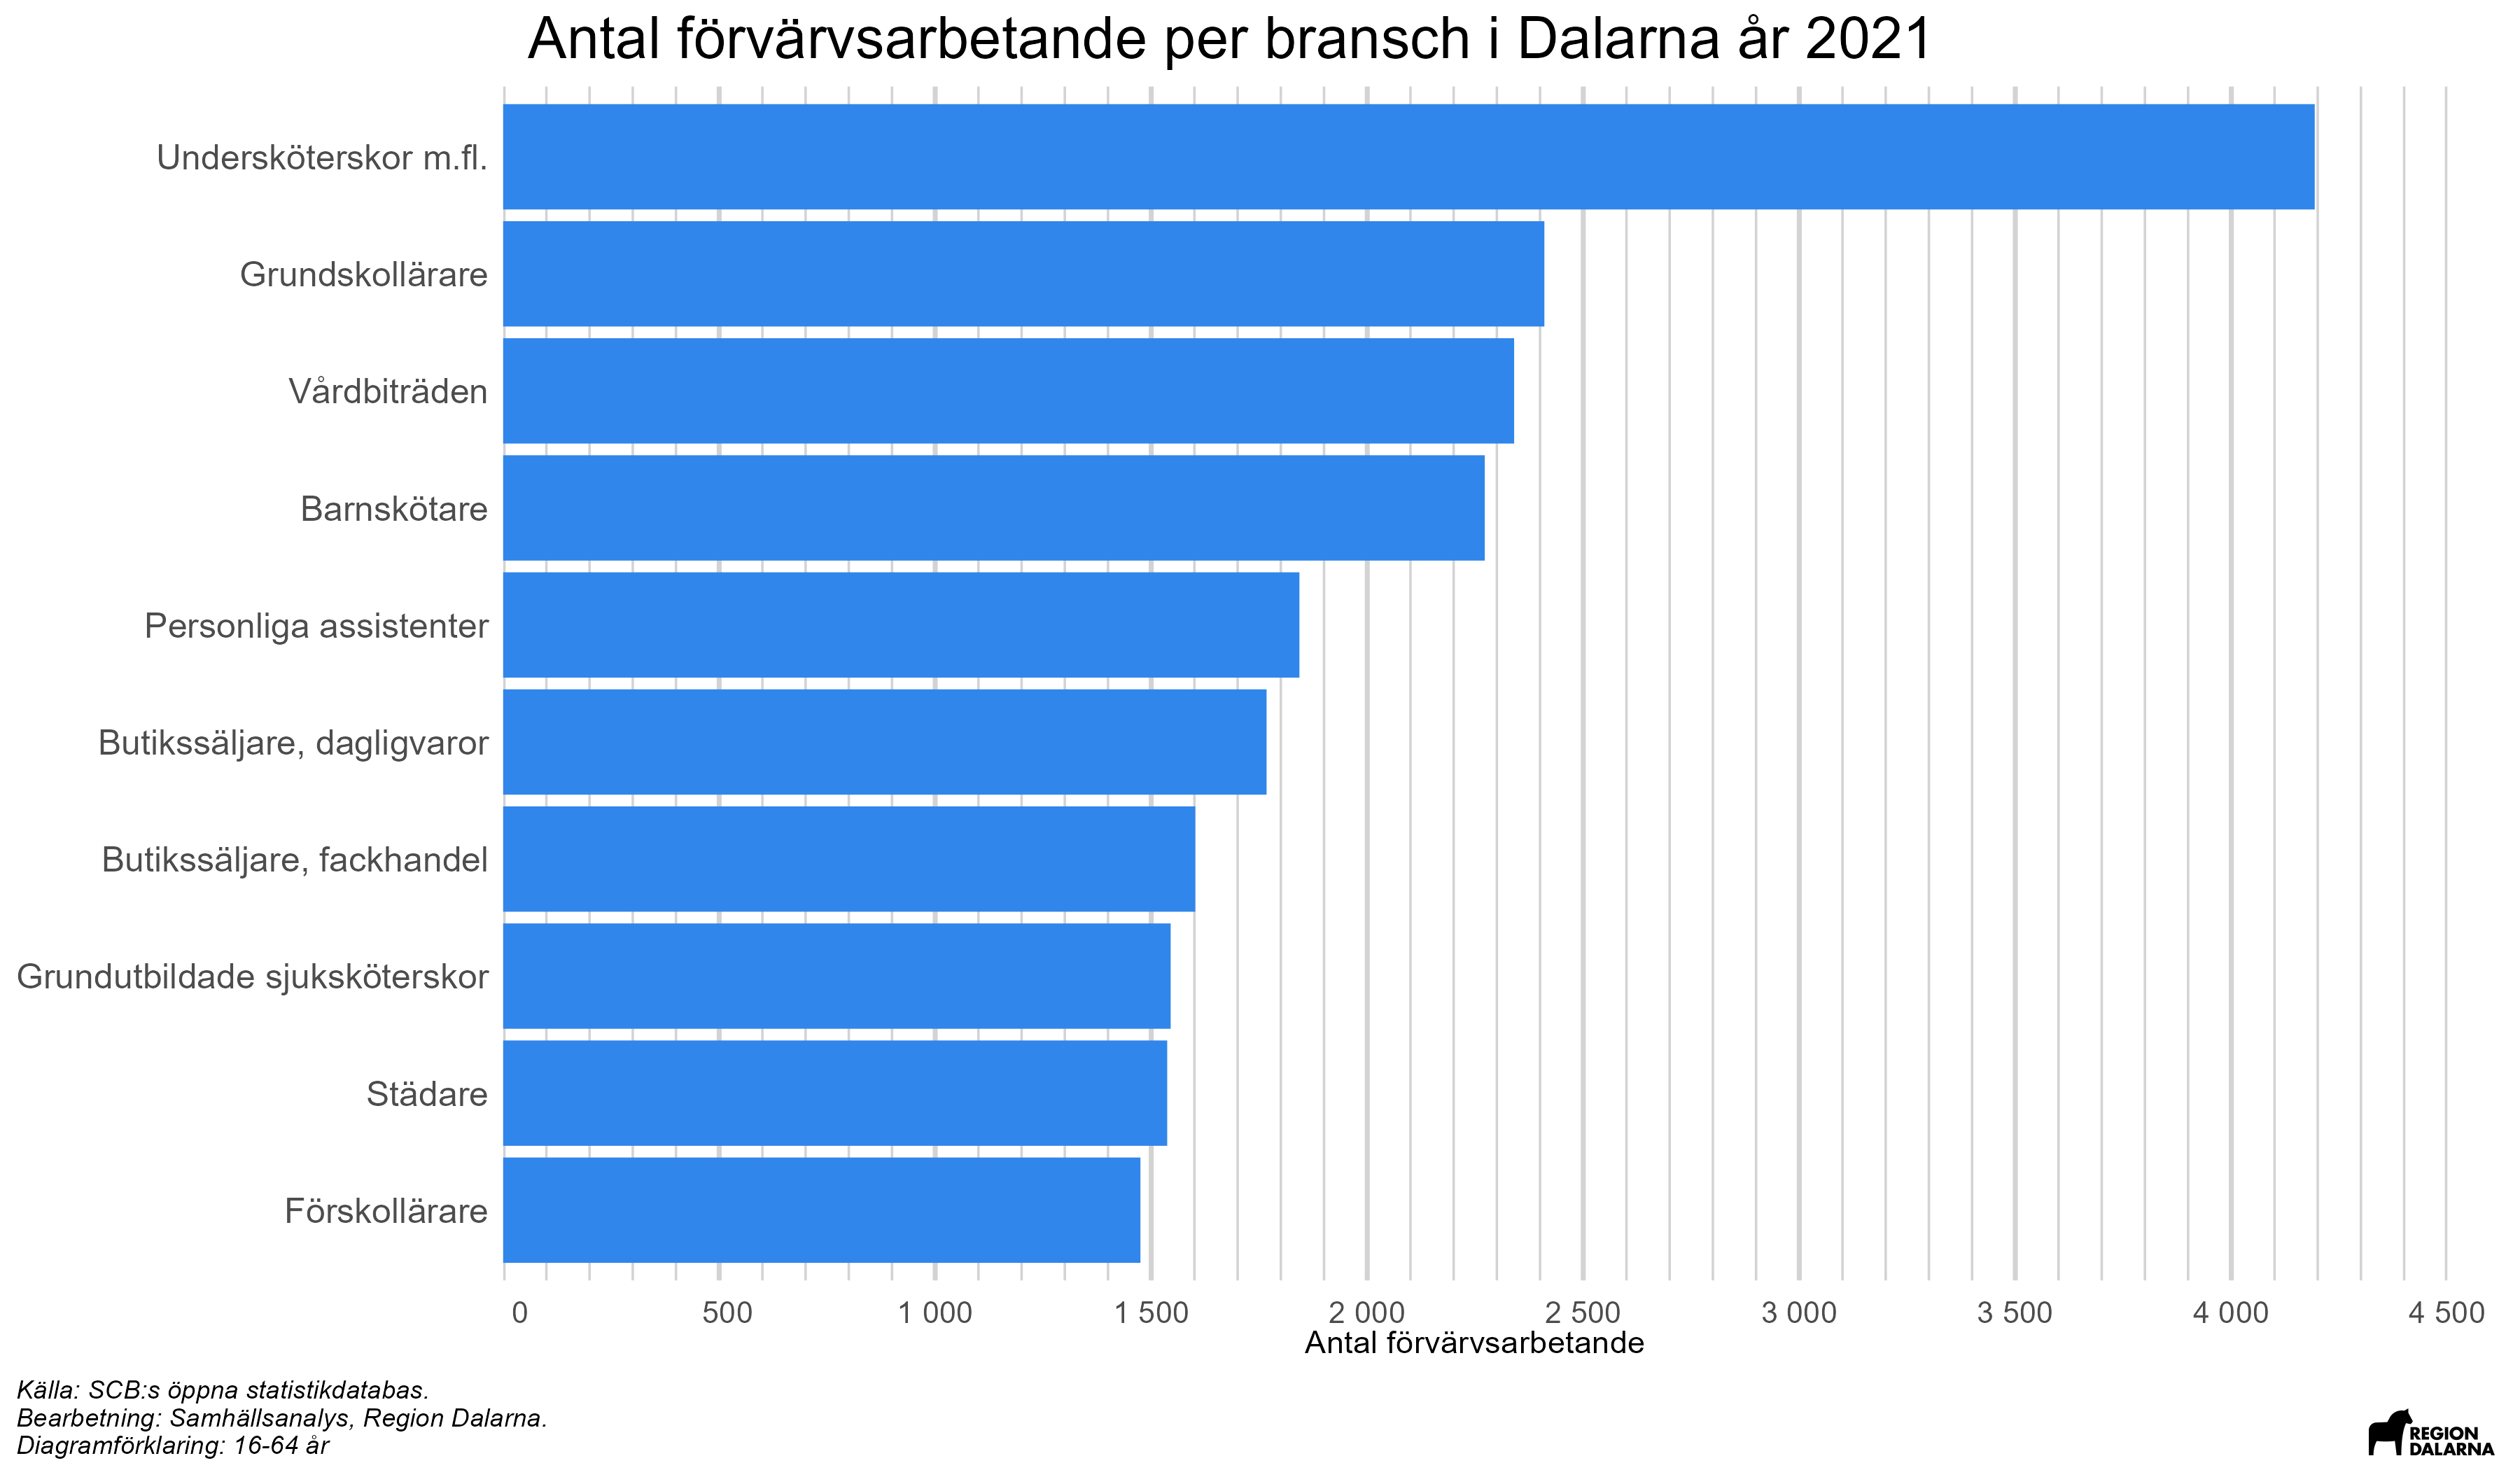 Antal förvärvsarbetande per bransch i Dalarna år 2021
Undersköterskor m.fl.
Grundskollärare
Vårdbiträden
Barnskötare
Personliga assistenter
Butikssäljare, dagligvaror
Butikssäljare, fackhandel
Grundutbildade sjuksköterskor
Städare
Förskollärare
0 500 1 000 1 500 2 000 2 500 3 000 3 500 4 000 4 500
Antal förvärvsarbetande
Källa: SCB:s öppna statistikdatabas.
Bearbetning: Samhällsanalys, Region Dalarna.
Diagramförklaring: 16-64 år
REGION
DALARNA